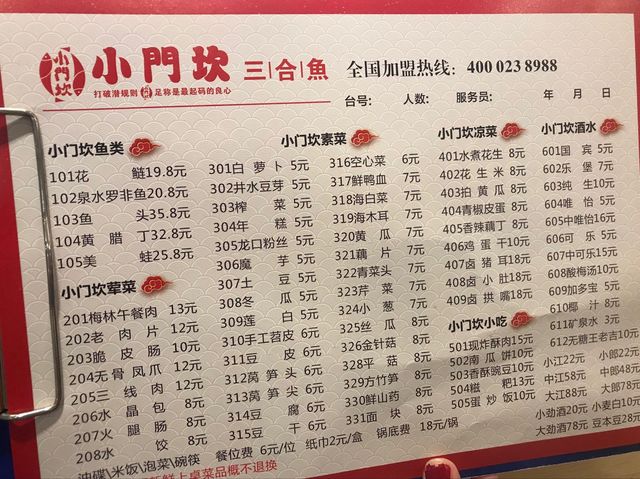 小门坎
小門坎 三合魚 全国加盟热线：400 023 8988
打破潜规则 足称是最起码的良心
台号： 人数： 服务员： 年 月 日
小门坎鱼类
101花 鲢19.8元
102泉水罗非鱼20.8元
103鱼 头35.8元
104黄 腊 丁32.8元
105美 蛙25.8元
小门坎荤菜
201梅林午餐肉 13元
202老 肉 片 12元
203脆 皮 肠 10元
204无 骨 凤 爪 12元
205三 线 肉 12元
206水 晶 包 8元
207火 腿 肠 8元
208水 饺 8元
小门坎素菜
301白 萝 卜 5元
302井水豆芽 5元
303榨 菜 5元
304年 糕 5元
305龙口粉丝 5元
306魔 芋 5元
307土 豆 5元
308冬 瓜 5元
309莲 白 5元
310手工苕皮 6元
311豆 皮 6元
312莴 笋 头 6元
313莴 笋 尖 6元
314豆 腐 6元
315豆 干 6元
316空心菜 6元
317鲜鸭血 7元
318海白菜 7元
319海木耳 7元
320黄 瓜 7元
321藕 片 7元
322青菜头 7元
323芹 菜 7元
324小 葱 7元
325丝 瓜 8元
326金针菇 8元
328平 菇 8元
329方竹笋 8元
330鲜山药 8元
331面 块 8元
小门坎凉菜
401水煮花生 8元
402花 生 米 8元
403拍 黄 瓜 8元
404青椒皮蛋 8元
405香辣藕丁 8元
406鸡 蛋 干10元
407卤 猪 耳18元
408卤 小 肚18元
409卤 拱 嘴18元
小门坎小吃
501现炸酥肉15元
502南 瓜 饼10元
503香酥豌豆10元
504糍 粑13元
505蛋 炒 饭10元
小门坎酒水
601国 宾 5元
602乐 堡 7元
603纯 生10元
604唯 怡 5元
605中唯怡16元
606可 乐 5元
607中可乐15元
608酸梅汤10元
609加多宝 5元
610椰 汁 8元
611矿泉水 3元
612无糖王老吉10元
小江22元 小郎22元
中江58元 中郎48元
大江88元 大郎78元
小劲酒20元 小麦白10元
大劲酒78元 豆本豆28元
油碟\米饭\泡菜\碗筷 餐位费 6元/位 纸巾2元/盒 锅底费 18元/锅
新鲜上桌菜品概不退换